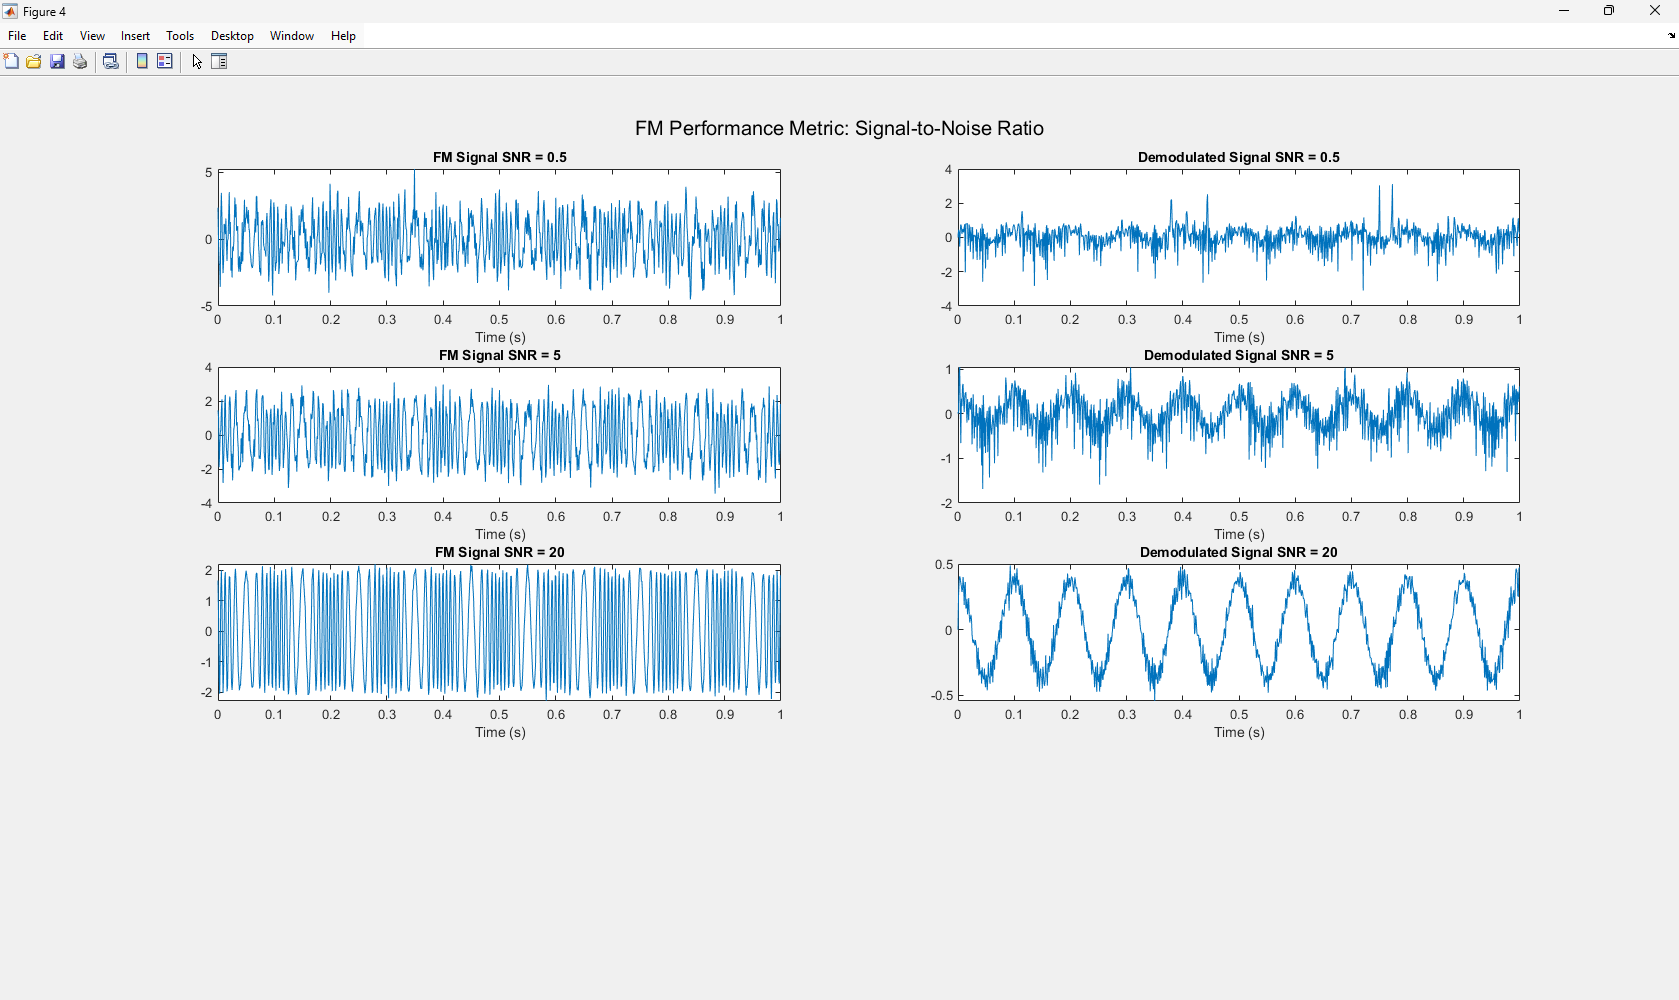 Figure 4
File Edit View Insert Tools Desktop Window Help
FM Performance Metric: Signal-to-Noise Ratio
FM Signal SNR = 0.5
5
0
-5
0 0.1 0.2 0.3 0.4 0.5 0.6 0.7 0.8 0.9 1
Time (s)
Demodulated Signal SNR = 0.5
4
2
0
-2
-4
0 0.1 0.2 0.3 0.4 0.5 0.6 0.7 0.8 0.9 1
Time (s)
FM Signal SNR = 5
4
2
0
-2
-4
0 0.1 0.2 0.3 0.4 0.5 0.6 0.7 0.8 0.9 1
Time (s)
Demodulated Signal SNR = 5
1
0
-1
-2
0 0.1 0.2 0.3 0.4 0.5 0.6 0.7 0.8 0.9 1
Time (s)
FM Signal SNR = 20
2
1
0
-1
-2
0 0.1 0.2 0.3 0.4 0.5 0.6 0.7 0.8 0.9 1
Time (s)
Demodulated Signal SNR = 20
0.5
0
-0.5
0 0.1 0.2 0.3 0.4 0.5 0.6 0.7 0.8 0.9 1
Time (s)